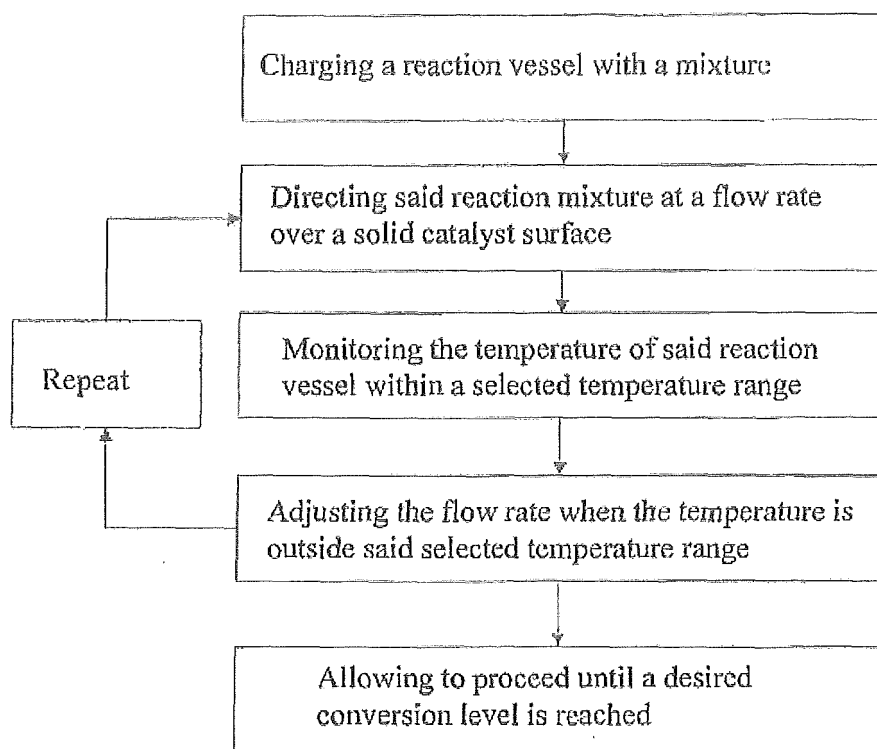 Charging a reaction vessel with a mixture
Directing said reaction mixture at a flow rate
over a solid catalyst surface
Monitoring the temperature of said reaction
vessel within a selected temperature range
Repeat
Adjusting the flow rate when the temperature is
outside said selected temperature range
Allowing to proceed until a desired
conversion level is reached